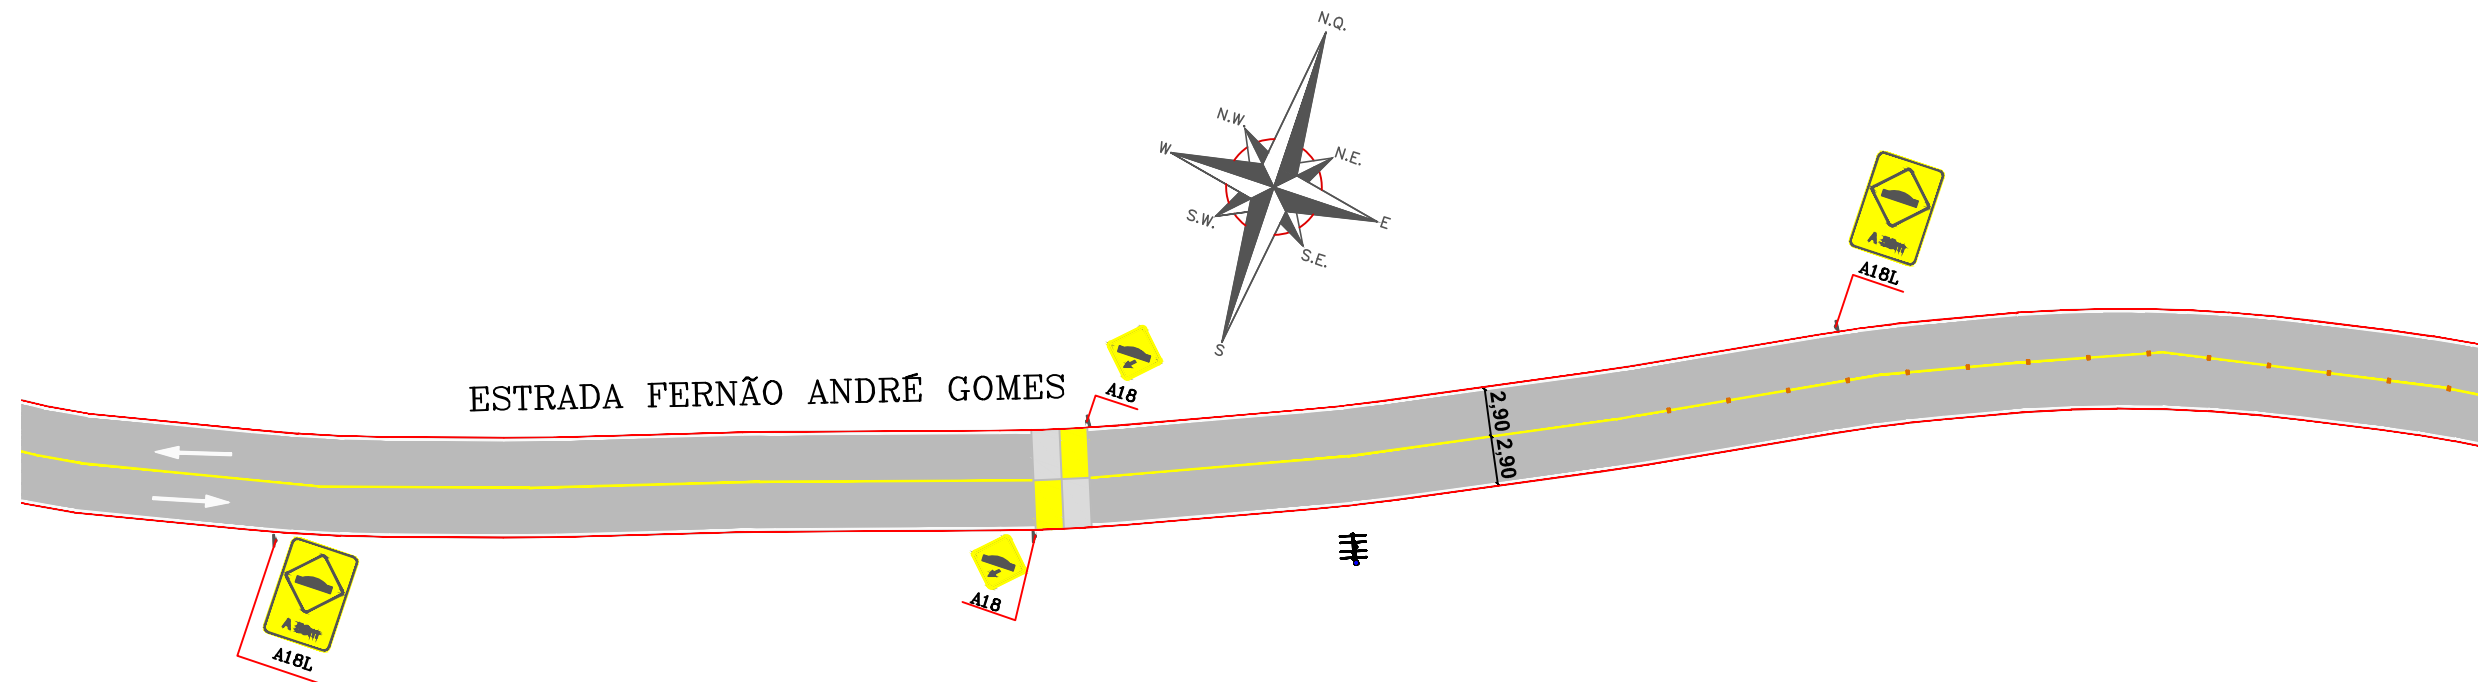 N.Q.
N.W.
W
N.E.
S.W.
E
S.E.
S
A
A18L
ESTRADA FERNÃO ANDRÉ GOMES
A18
2,90
2,90
A18
A
A18L